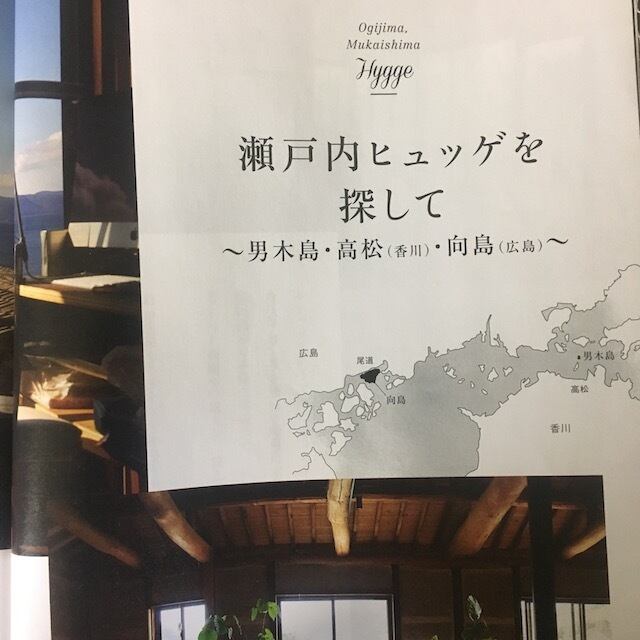 Ogijima,
Mukaishima
Hygge
瀬戸内ヒュッゲを
探して
〜男木島・高松(香川)・向島(広島)〜
広島
尾道
向島
男木島
高松
香川